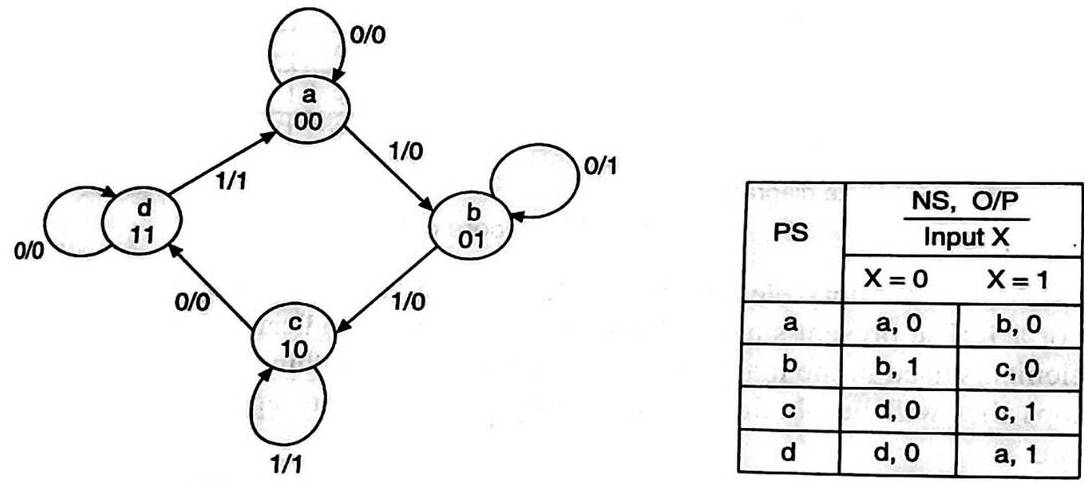 0/0
a
00
1/0
1/1
0/1
d
11
b
01
0/0
0/0
1/0
c
10
1/1
PS
NS, O/P
Input X
X = 0 X = 1
a a, 0 b, 0
b b, 1 c, 0
c d, 0 c, 1
d d, 0 a, 1